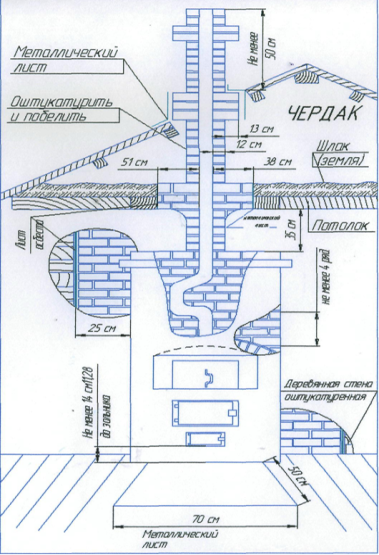 Не менее
50 см
Металлический
лист
Оштукатурить
и побелить
ЧЕРДАК
13 см
12 см
Шлак
(земля)
51 см
38 см
Лист
асбеста
лист
35 см
Потолок
не менее 4 ряд
25 см
Не менее 14 см
до зольника
Деревянная стена
оштукатуренная
50 см
70 см
Металлический
лист